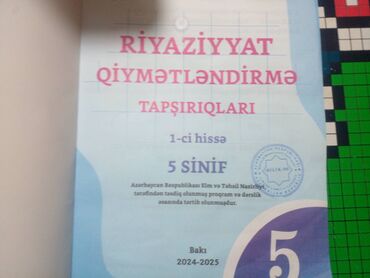 RİYAZİYYAT
QİYMƏTLƏNDİRMƏ
TAPŞIRIQLARI
1-ci hissə
5 SİNİF
Azərbaycan Respublikası Elm və Təhsil Nazirliyi
tərəfindən təsdiq olunmuş proqram və dərslik
əsasında tərtib olunmuşdur.
Bakı
2024-2025
5